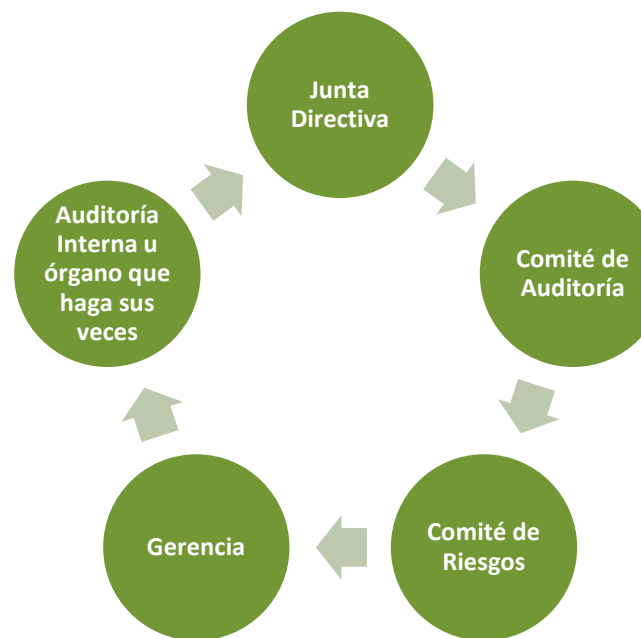 Junta
Directiva
Comité de
Auditoría
Comité de
Riesgos
Gerencia
Auditoría
Interna u
órgano que
haga sus
veces